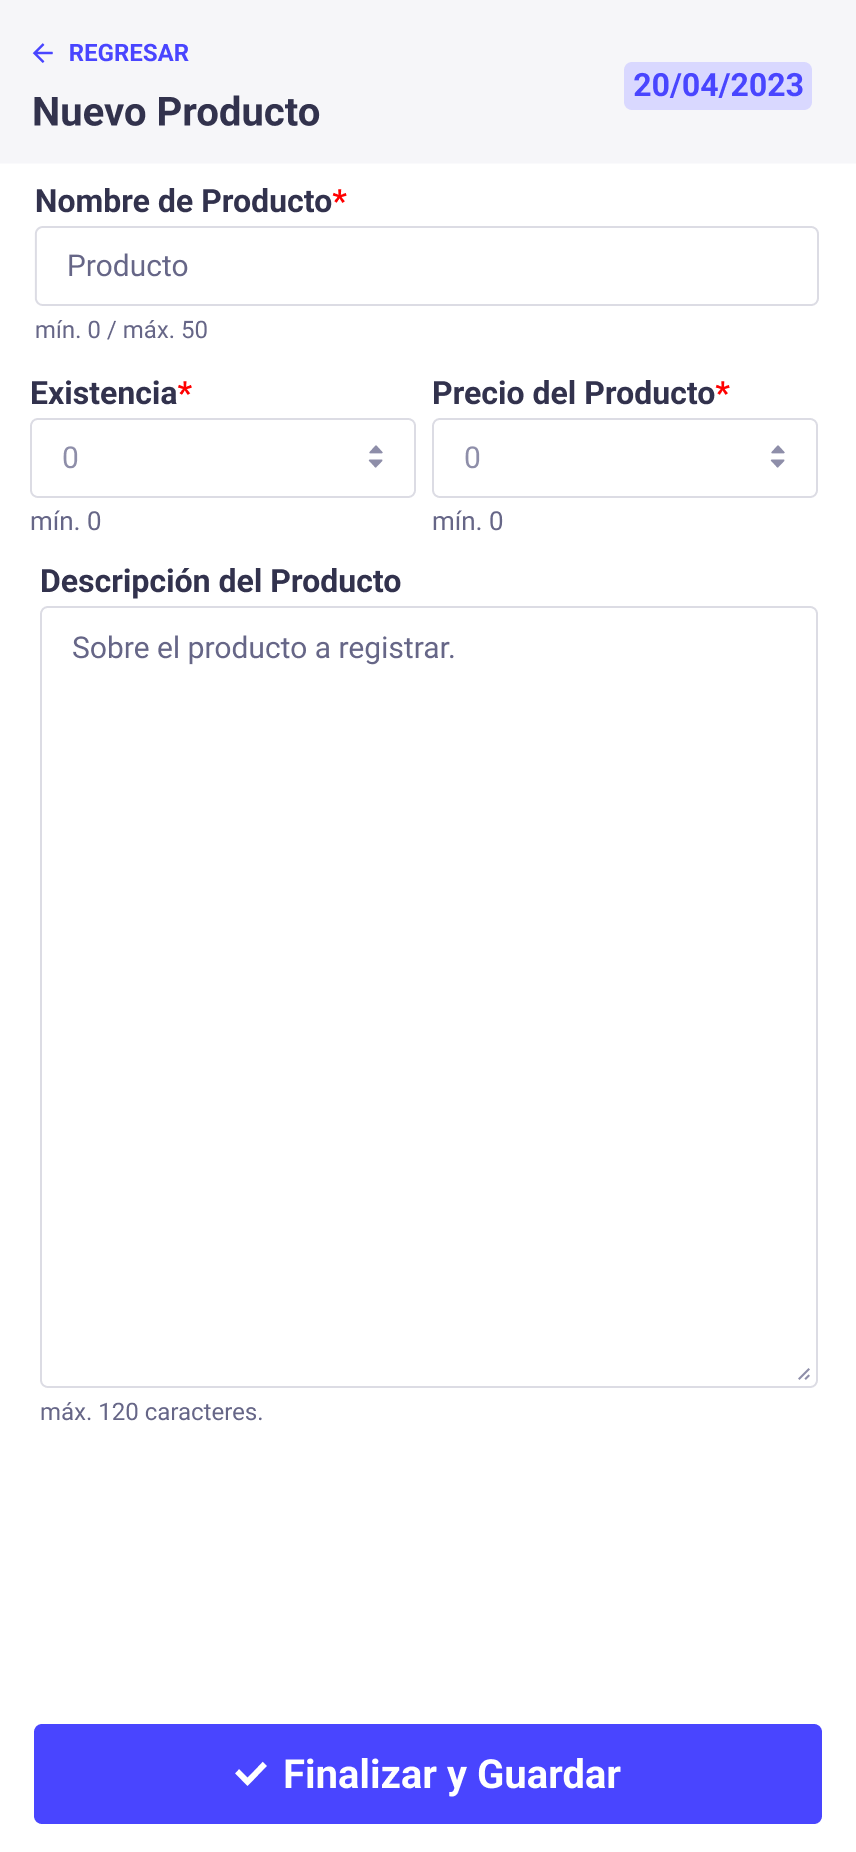 REGRESAR
Nuevo Producto
20/04/2023
Nombre de Producto*
Producto
mín. 0 / máx. 50
Existencia*
Precio del Producto*
0
0
mín. 0
mín. 0
Descripción del Producto
Sobre el producto a registrar.
máx. 120 caracteres.
Finalizar y Guardar